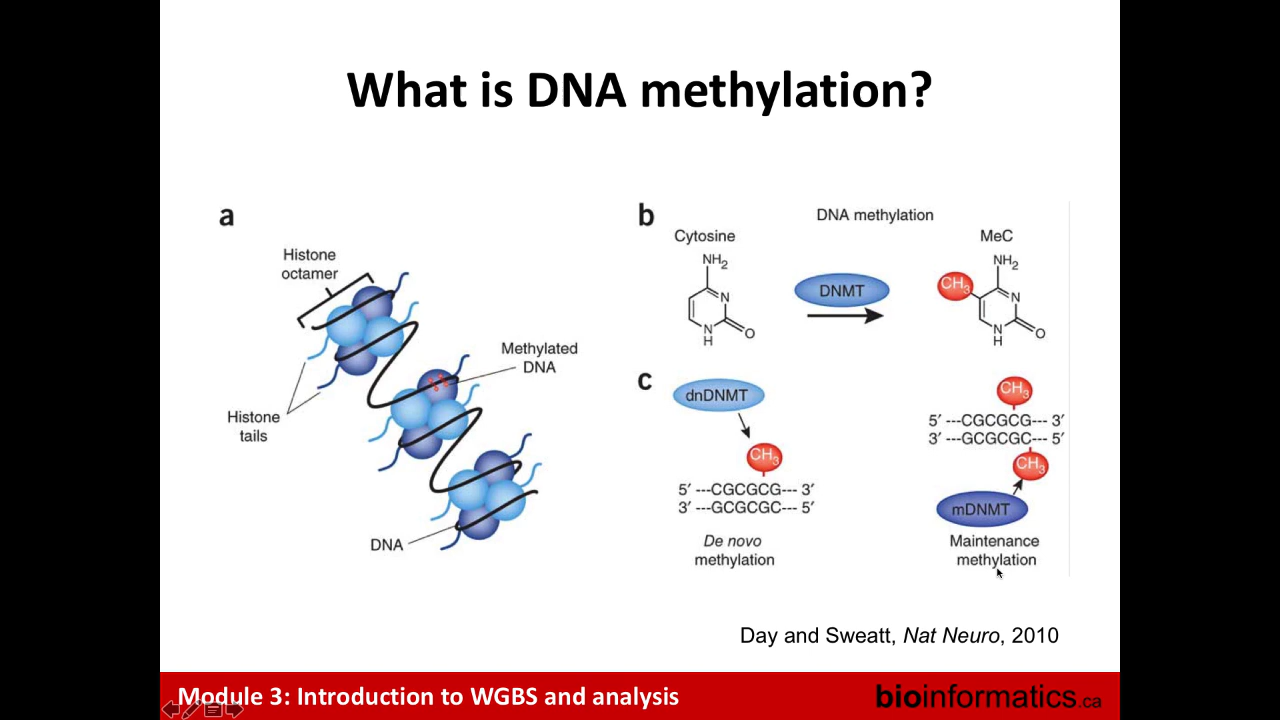 What is DNA methylation?
a
Histone
octamer
Methylated
DNA
Histone
tails
DNA
b
DNA methylation
Cytosine
NH₂
N
N
H
O
DNMT
MeC
NH₂
CH₃
N
N
H
O
c
dnDNMT
CH₃
5′ ---CGCGCG--- 3′
3′ ---GCGCGC--- 5′
De novo
methylation
CH₃
5′ ---CGCGCG--- 3′
3′ ---GCGCGC--- 5′
CH₃
mDNMT
Maintenance
methylation
Day and Sweatt, Nat Neuro, 2010
Module 3: Introduction to WGBS and analysis
bioinformatics.ca